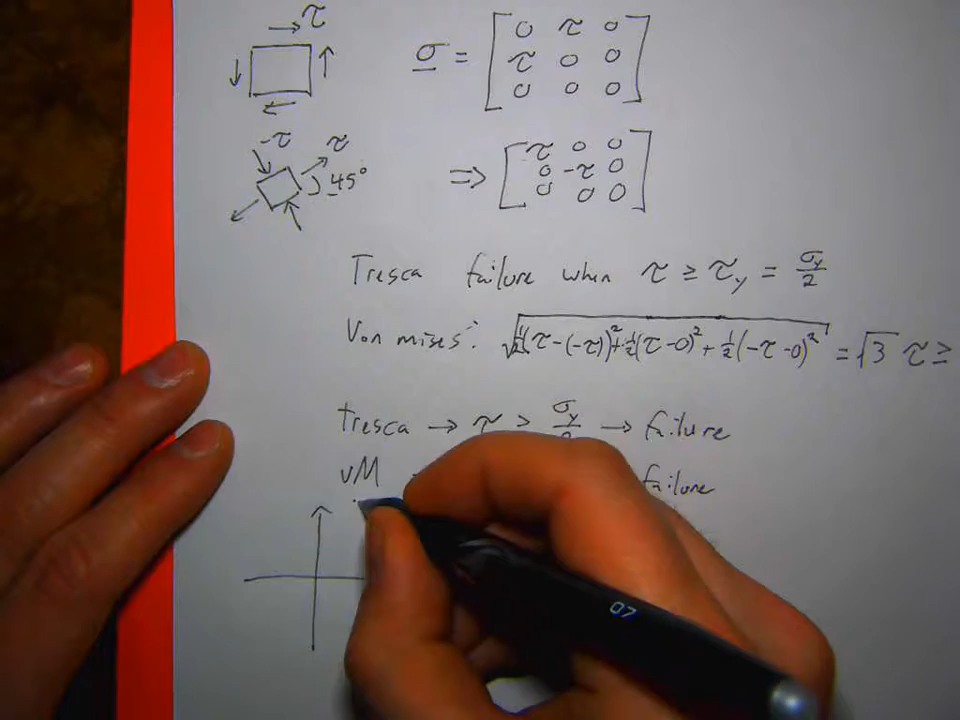 τ
σ = [0 τ 0
τ 0 0
0 0 0]
-τ τ
45°
⇒ [τ 0 0
0 -τ 0
0 0 0]
Tresca failure when τ ≥ τy = σy/2
Von mises: √(½(τ-(-τ))²+½(τ-0)²+½(-τ-0)²) = √3 τ ≥
tresca → τ > σy → failure
vM failure
07